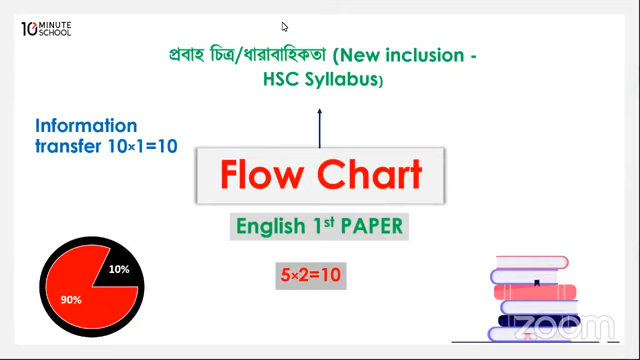 10 MINUTE SCHOOL
প্রবাহ চিত্র/ধারাবাহিকতা (New inclusion -
HSC Syllabus)
Information
transfer 10×1=10
Flow Chart
English 1st PAPER
5×2=10
10%
90%
zoom